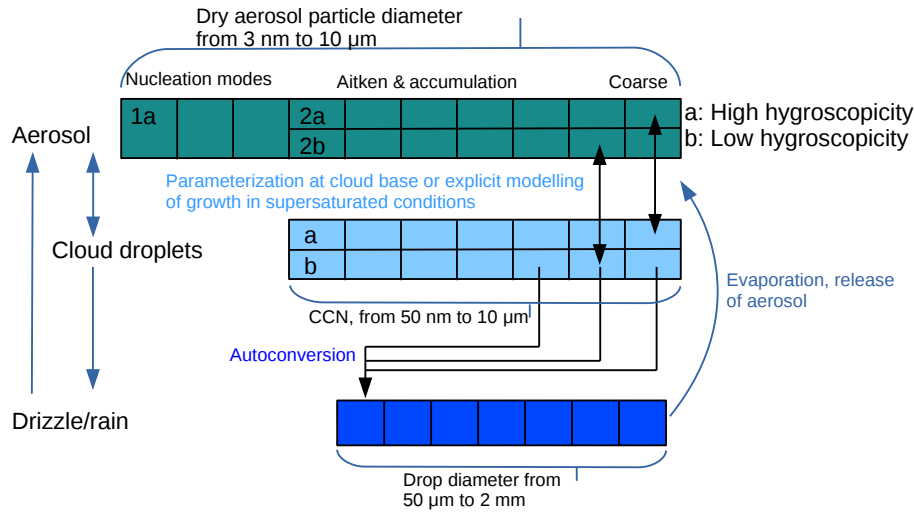 Dry aerosol particle diameter
from 3 nm to 10 µm
Nucleation modes
Aitken & accumulation
Coarse
1a
2a
2b
a: High hygroscopicity
b: Low hygroscopicity
Aerosol
Parameterization at cloud base or explicit modelling
of growth in supersaturated conditions
Cloud droplets
a
b
Evaporation, release
of aerosol
CCN, from 50 nm to 10 µm
Autoconversion
Drizzle/rain
Drop diameter from
50 µm to 2 mm